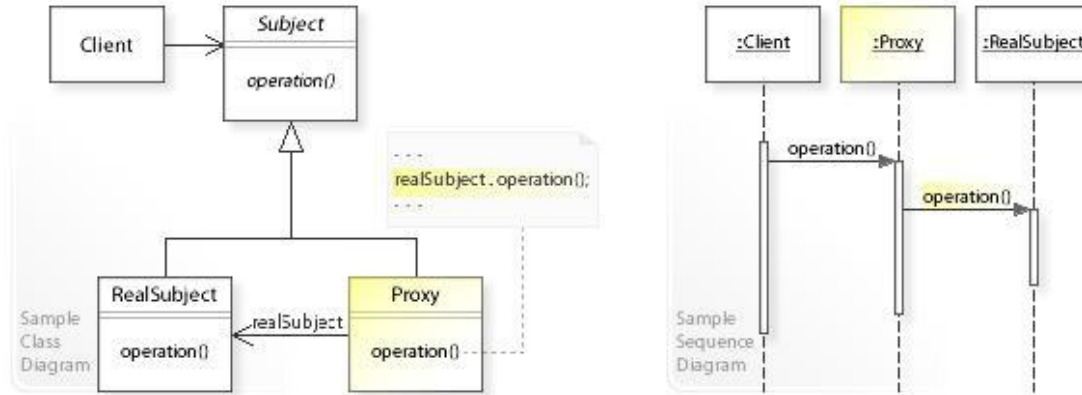 Client
Subject
operation()
- - -
realSubject.operation();
- - -
RealSubject
operation()
realSubject
Proxy
operation()
Sample
Class
Diagram
:Client
:Proxy
:RealSubject
operation()
operation()
Sample
Sequence
Diagram